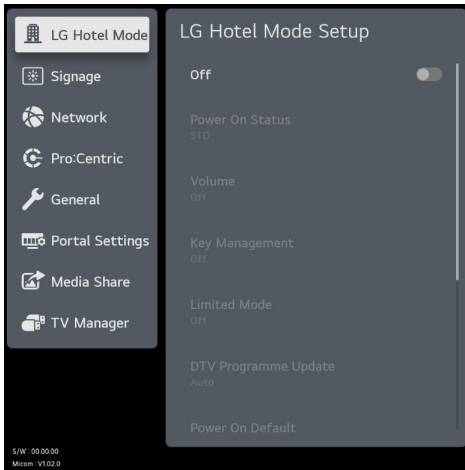 LG Hotel Mode
Signage
Network
Pro:Centric
General
Portal Settings
Media Share
TV Manager
LG Hotel Mode Setup
Off
Power On Status
STD
Volume
Off
Key Management
Off
Limited Mode
Off
DTV Programme Update
Auto
Power On Default
S/W : 00.00.00
Micom : V1.02.0